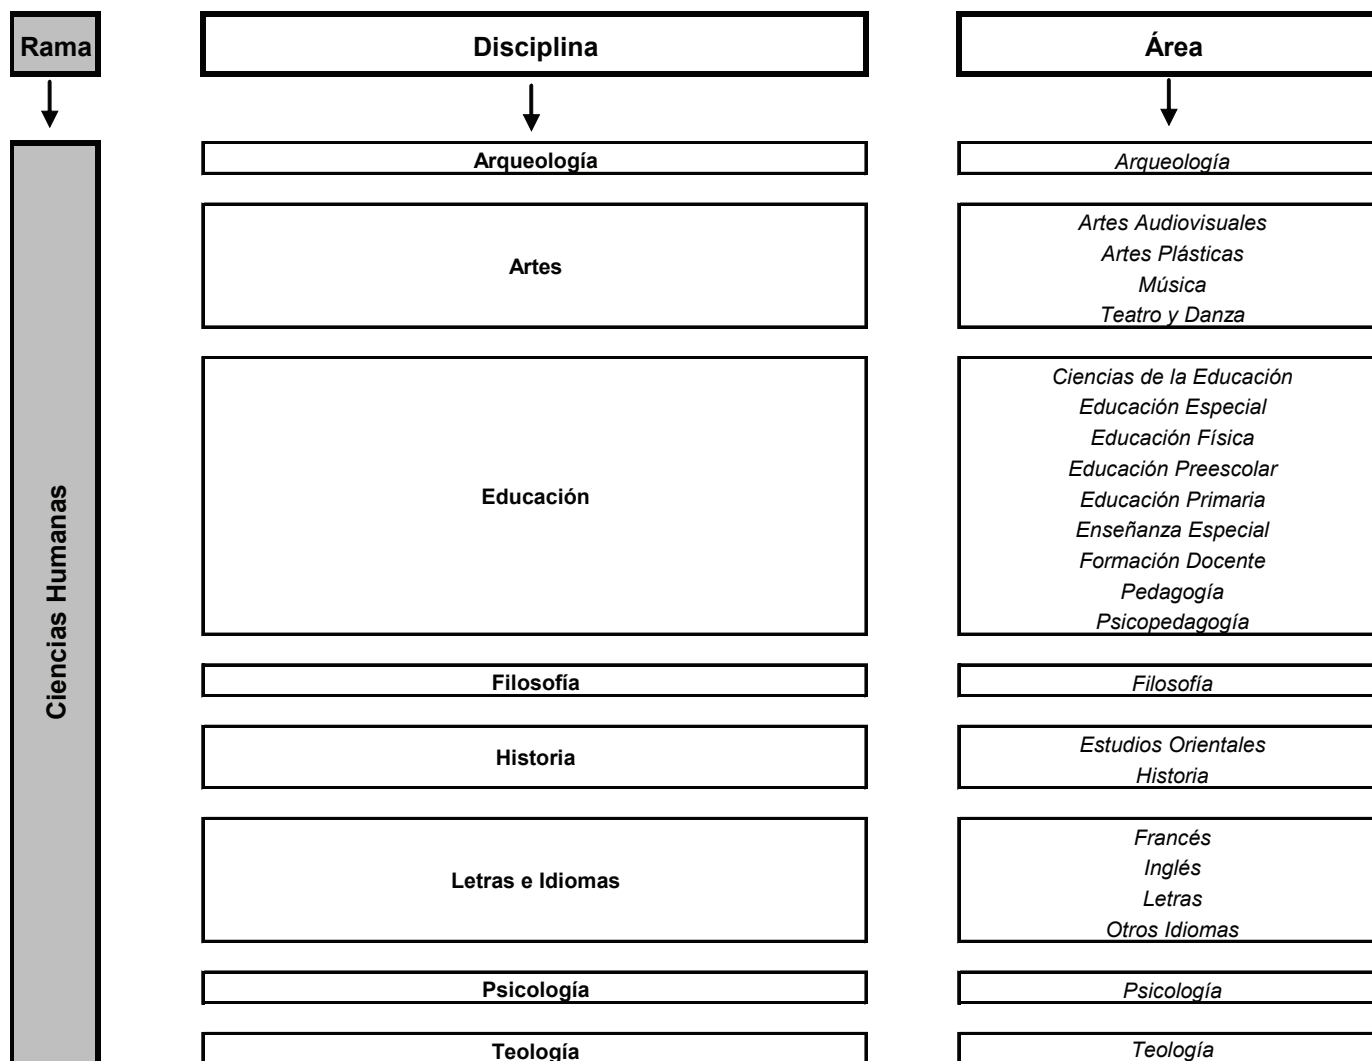 Rama
Disciplina
Área
Ciencias Humanas
Arqueología
Arqueología
Artes
Artes Audiovisuales
Artes Plásticas
Música
Teatro y Danza
Educación
Ciencias de la Educación
Educación Especial
Educación Física
Educación Preescolar
Educación Primaria
Enseñanza Especial
Formación Docente
Pedagogía
Psicopedagogía
Filosofía
Filosofía
Historia
Estudios Orientales
Historia
Letras e Idiomas
Francés
Inglés
Letras
Otros Idiomas
Psicología
Psicología
Teología
Teología